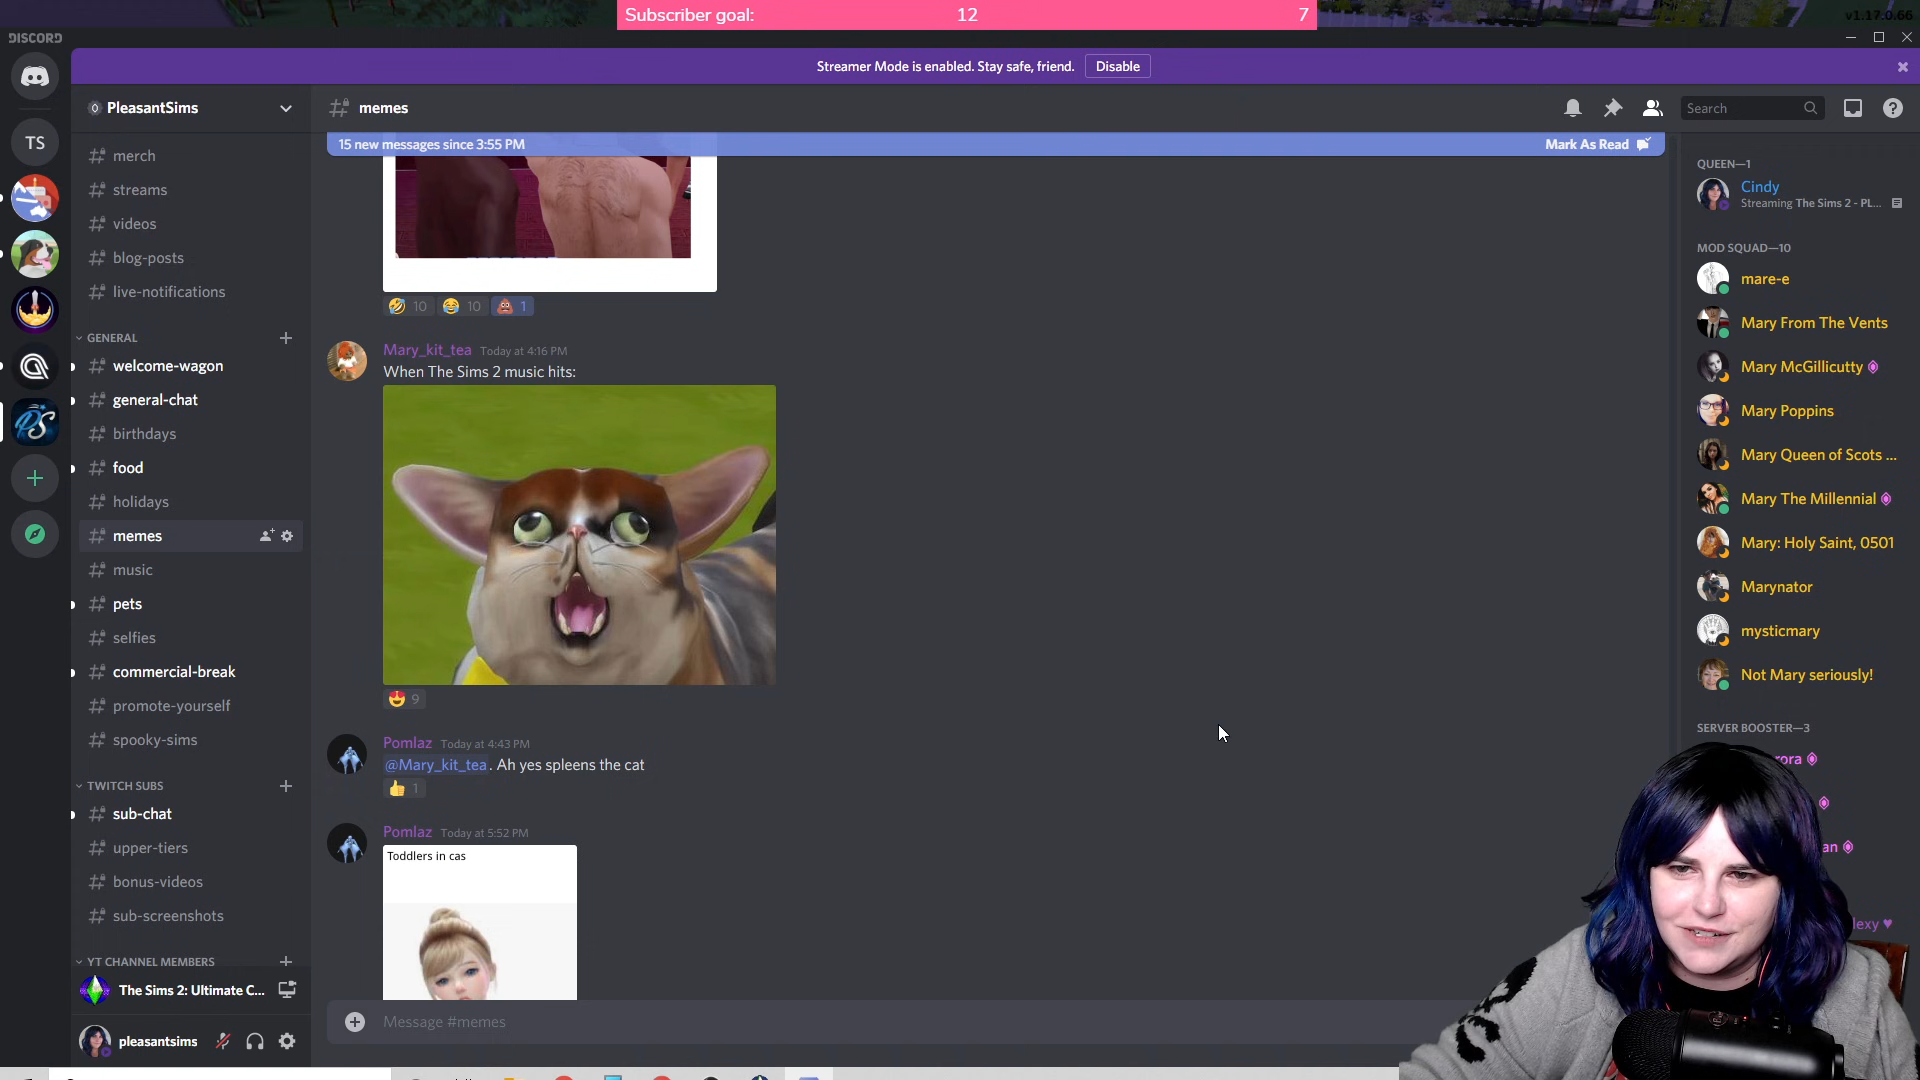 Subscriber goal: 12 7
v1.17.0.66
DISCORD
Streamer Mode is enabled. Stay safe, friend. Disable
PleasantSims
memes
Search
TS
merch
streams
videos
blog-posts
live-notifications
GENERAL
welcome-wagon
general-chat
birthdays
food
holidays
memes
music
pets
selfies
commercial-break
promote-yourself
spooky-sims
TWITCH SUBS
sub-chat
upper-tiers
bonus-videos
sub-screenshots
YT CHANNEL MEMBERS
The Sims 2: Ultimate C...
pleasantsims
15 new messages since 3:55 PM Mark As Read
10 10 1
Mary_kit_tea Today at 4:16 PM
When The Sims 2 music hits:
9
Pomlaz Today at 4:43 PM
@Mary_kit_tea. Ah yes spleens the cat
1
Pomlaz Today at 5:52 PM
Toddlers in cas
Message #memes
QUEEN—1
Cindy
Streaming The Sims 2 - PL...
MOD SQUAD—10
mare-e
Mary From The Vents
Mary McGillicutty
Mary Poppins
Mary Queen of Scots ...
Mary The Millennial
Mary: Holy Saint, 0501
Marynator
mysticmary
Not Mary seriously!
SERVER BOOSTER—3
PS